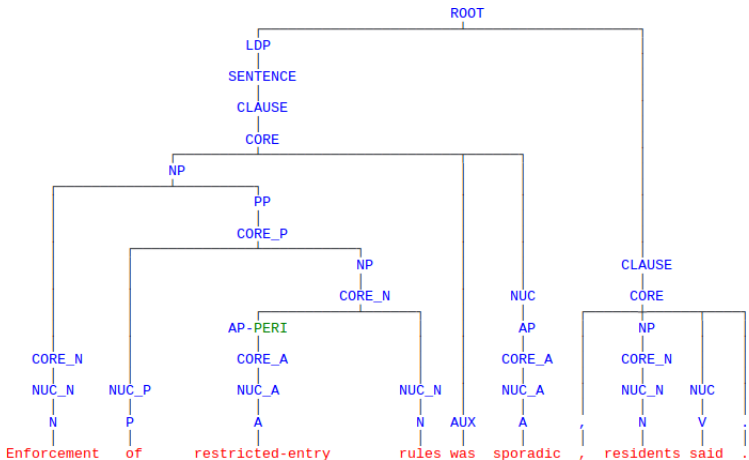 ROOT
LDP
SENTENCE
CLAUSE
CORE
NP
PP
CORE_P
NP CLAUSE
CORE_N NUC CORE
AP-PERI AP NP
CORE_N CORE_A CORE_A CORE_N
NUC_N NUC_P NUC_A NUC_N NUC_A NUC_N NUC
N P A N AUX A , N V .
Enforcement of restricted-entry rules was sporadic , residents said .